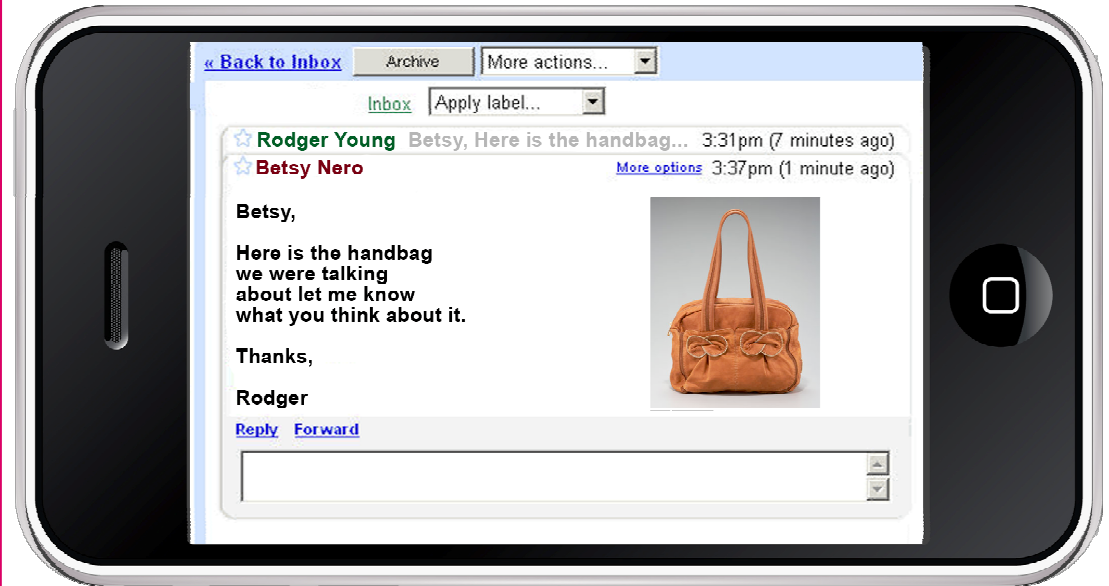 « Back to Inbox Archive More actions...
Inbox Apply label...
Rodger Young Betsy, Here is the handbag... 3:31pm (7 minutes ago)
Betsy Nero More options 3:37pm (1 minute ago)
Betsy,
Here is the handbag
we were talking
about let me know
what you think about it.
Thanks,
Rodger
Reply Forward